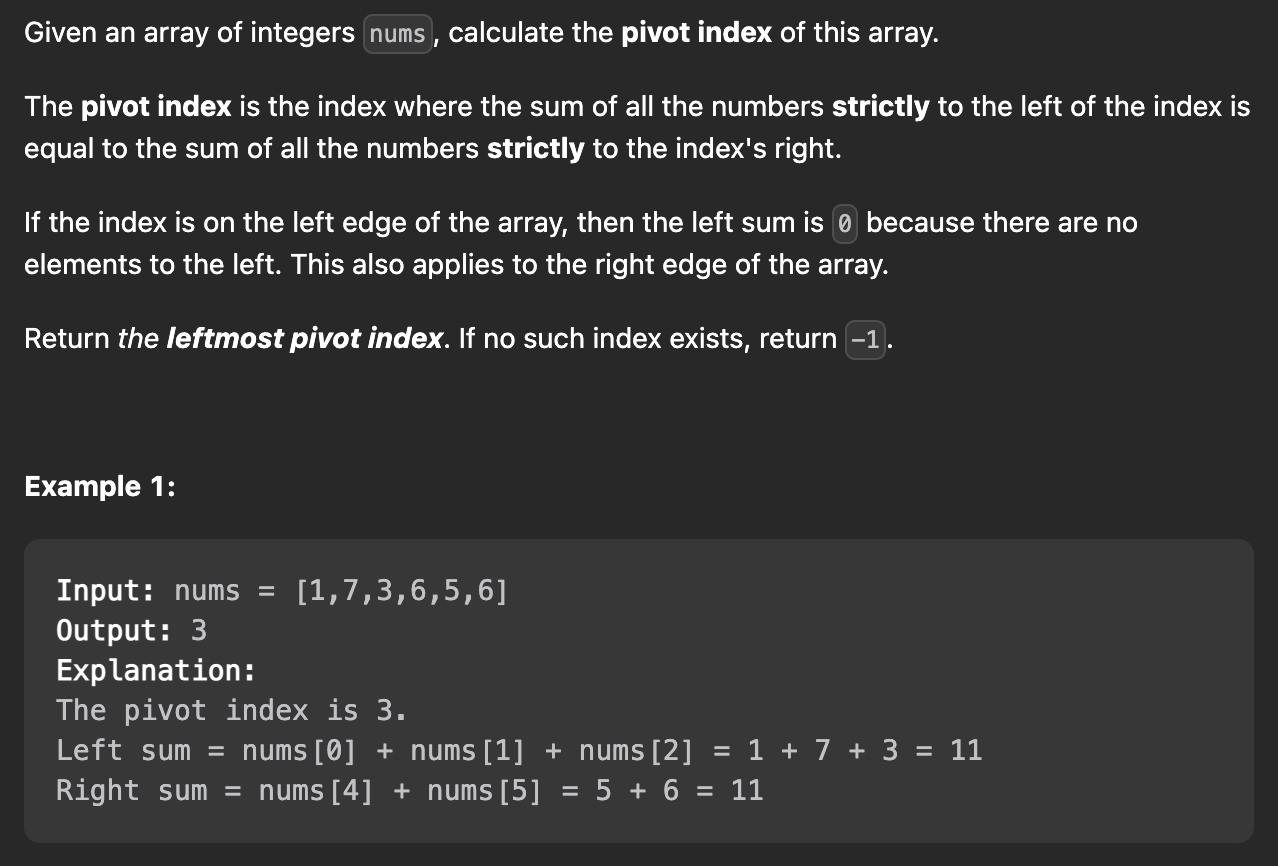 Given an array of integers nums, calculate the pivot index of this array.
The pivot index is the index where the sum of all the numbers strictly to the left of the index is
equal to the sum of all the numbers strictly to the index's right.
If the index is on the left edge of the array, then the left sum is 0 because there are no
elements to the left. This also applies to the right edge of the array.
Return the leftmost pivot index. If no such index exists, return -1.
Example 1:
Input: nums = [1,7,3,6,5,6]
Output: 3
Explanation:
The pivot index is 3.
Left sum = nums[0] + nums[1] + nums[2] = 1 + 7 + 3 = 11
Right sum = nums[4] + nums[5] = 5 + 6 = 11